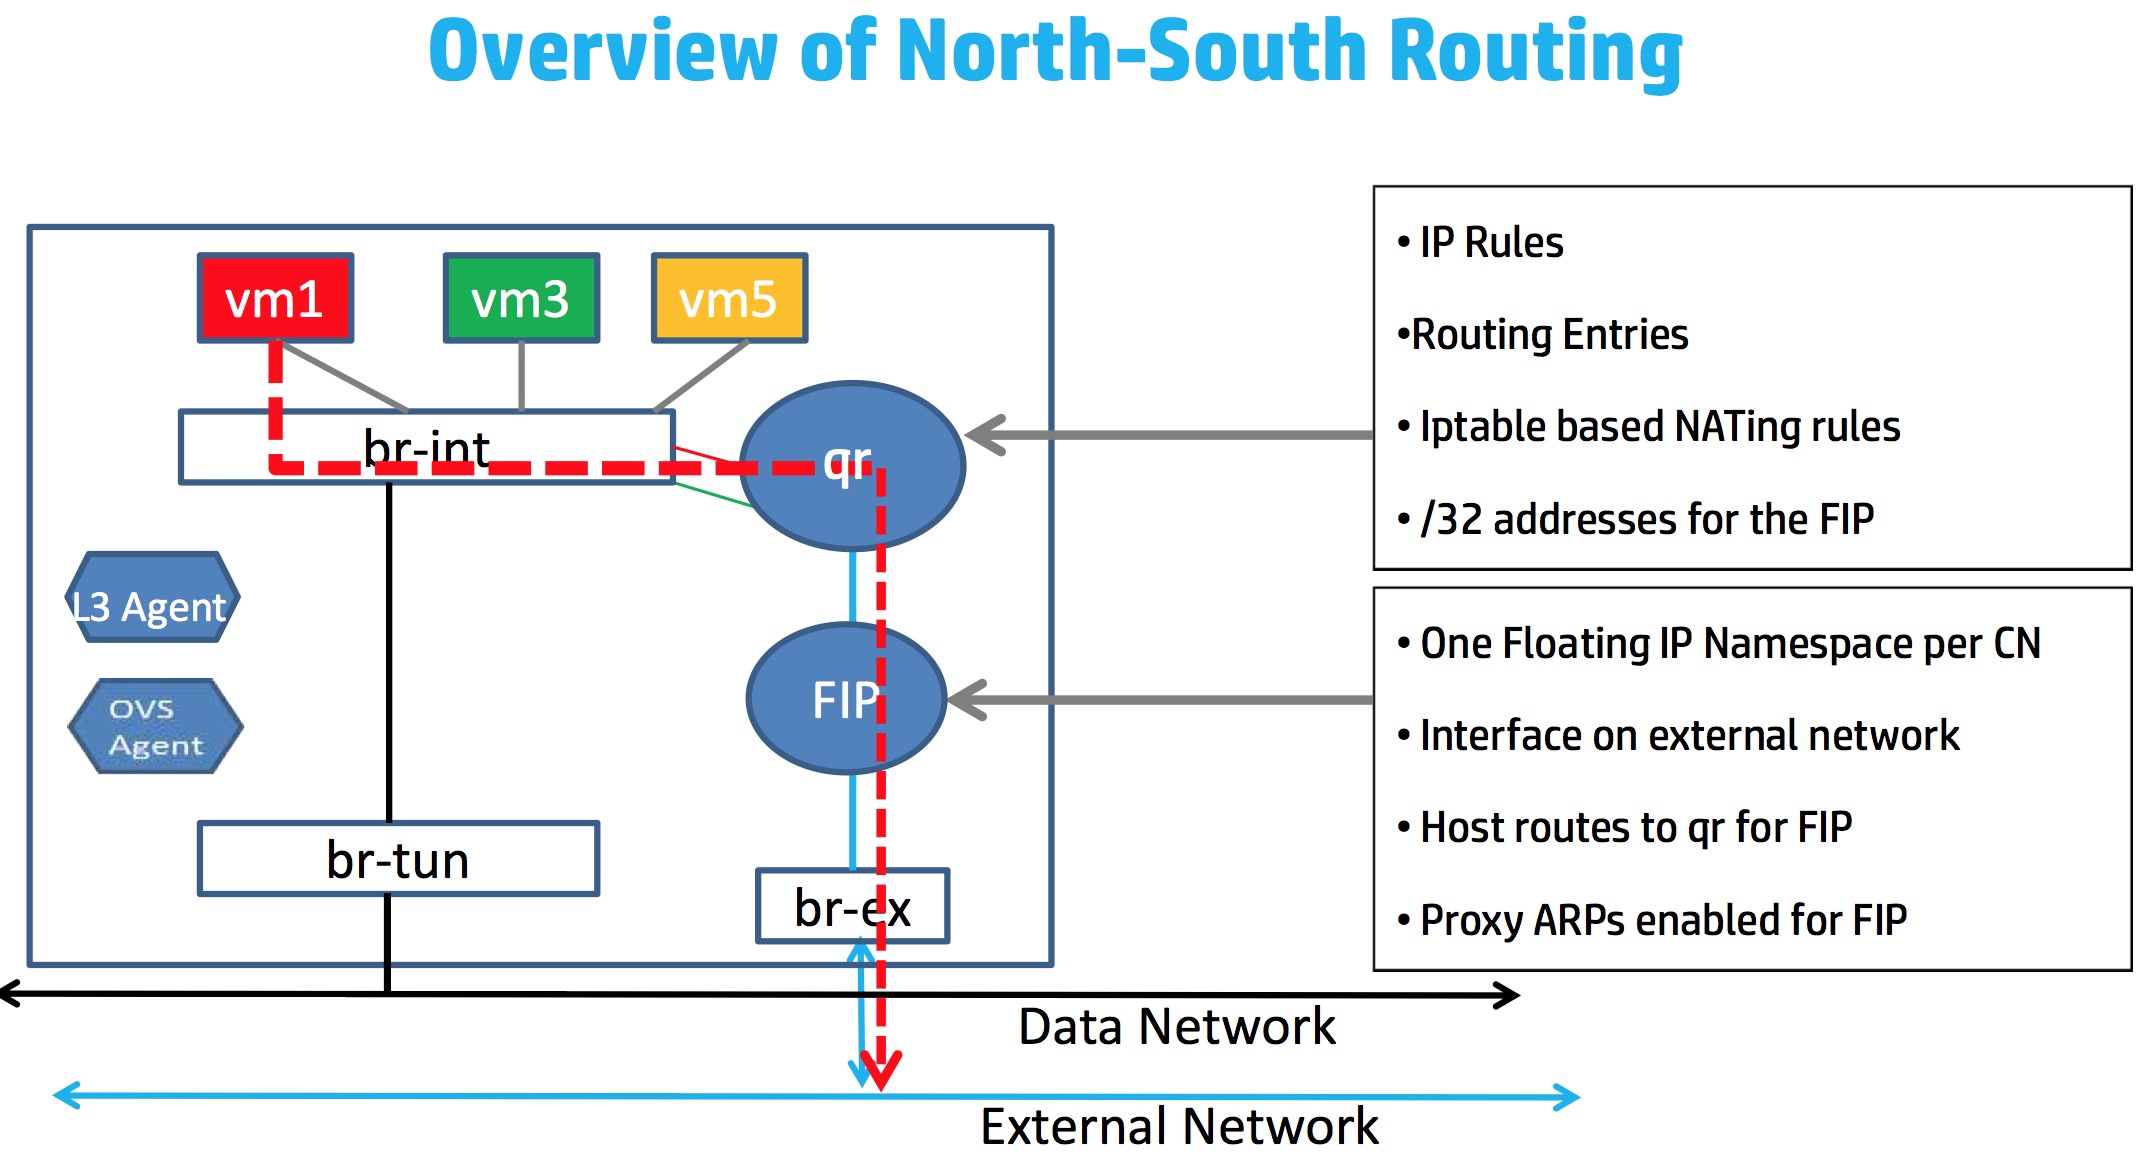 Overview of North-South Routing
vm1
vm3
vm5
br-int
qr
L3 Agent
OVS
Agent
FIP
br-tun
br-ex
• IP Rules
•Routing Entries
• Iptable based NATing rules
• /32 addresses for the FIP
• One Floating IP Namespace per CN
• Interface on external network
• Host routes to qr for FIP
• Proxy ARPs enabled for FIP
Data Network
External Network